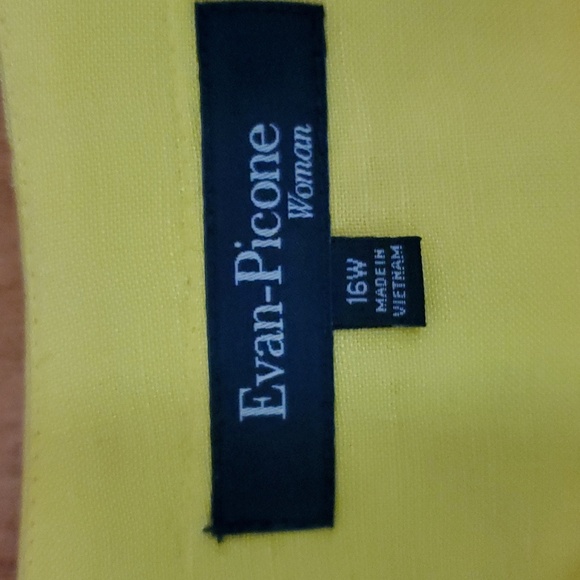 Evan-Picone
Woman
16W
MADE IN
VIETNAM